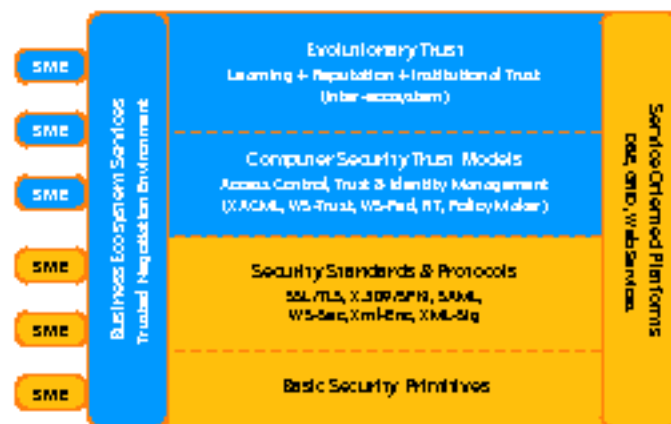 SME
SME
SME
SME
SME
SME
Business Ecosystem Services
Trusted Negotiation Environment
Evolutionary Trust
Learning + Reputation + Institutional Trust
(Inter-ecosystem)
Computer Security Trust Models
Access Control, Trust & Identity Management
(XACML, WS-Trust, WS-Fed, RT, PolicyMaker)
Security Standards & Protocols
SSL/TLS, X.509/SPKI, SAML,
WS-Sec, Xml-Enc, XML-Sig
Basic Security Primitives
Service Oriented Platforms
DBE, GRID, Web Services,